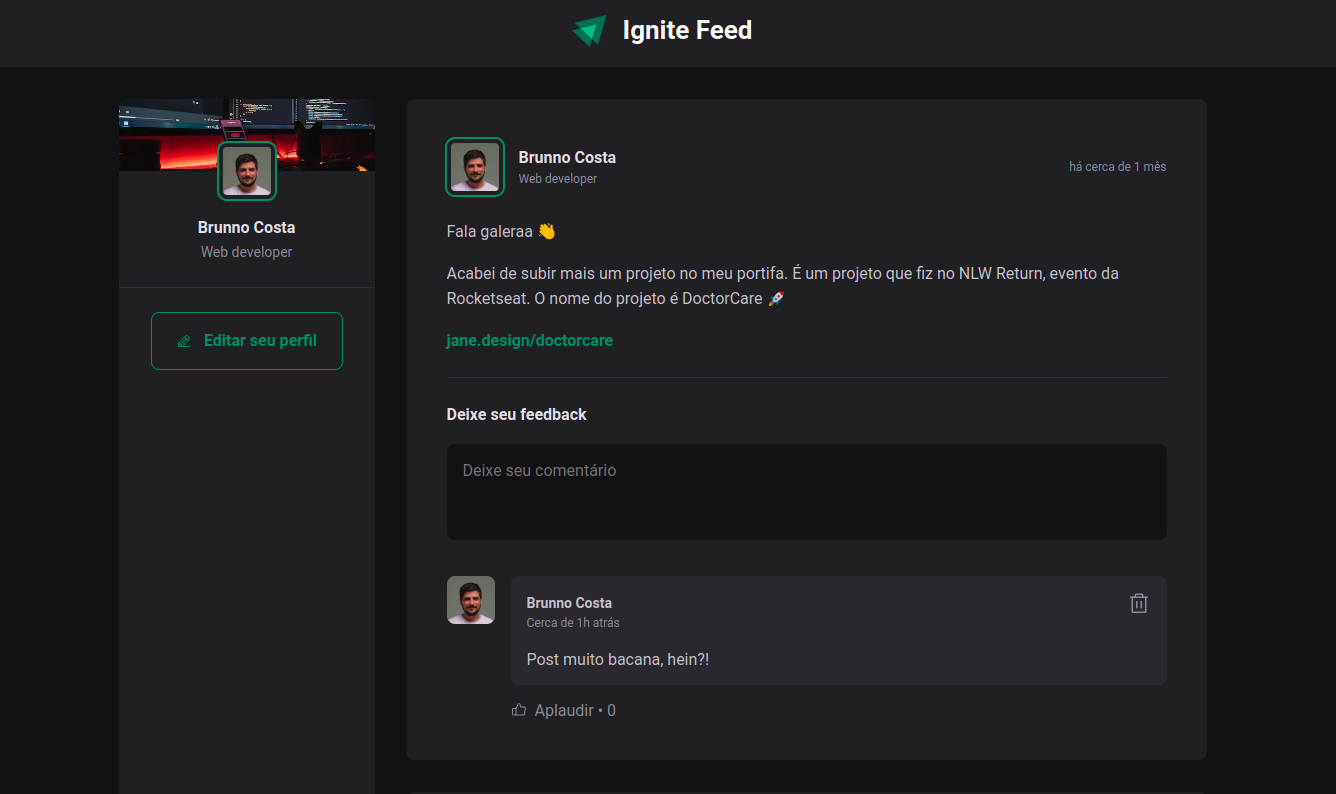 Ignite Feed
Brunno Costa
Web developer
Editar seu perfil
Brunno Costa
Web developer
há cerca de 1 mês
Fala galeraa 👋
Acabei de subir mais um projeto no meu portifa. É um projeto que fiz no NLW Return, evento da
Rocketseat. O nome do projeto é DoctorCare 🚀
jane.design/doctorcare
Deixe seu feedback
Deixe seu comentário
Brunno Costa
Cerca de 1h atrás
Post muito bacana, hein?!
Aplaudir • 0